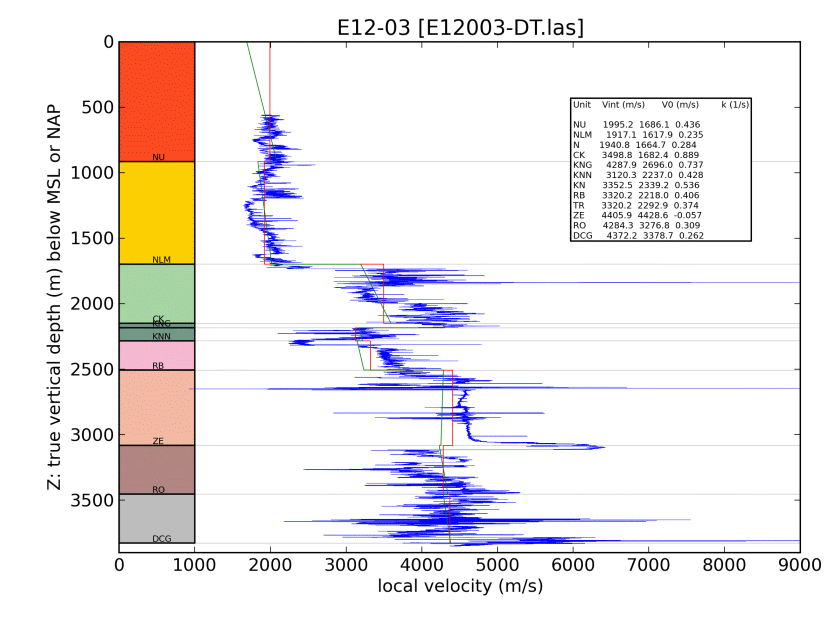 E12-03 [E12003-DT.las]
Z: true vertical depth (m) below MSL or NAP
0
500
1000
1500
2000
2500
3000
3500
NU
NLM
CK
KNG
KNN
RB
ZE
RO
DCG
Unit Vint (m/s) V0 (m/s) k (1/s)
NU 1995.2 1686.1 0.436
NLM 1917.1 1617.9 0.235
N 1940.8 1664.7 0.284
CK 3498.8 1682.4 0.889
KNG 4287.9 2696.0 0.737
KNN 3120.3 2237.0 0.428
KN 3352.5 2339.2 0.536
RB 3320.2 2218.0 0.406
TR 3320.2 2292.9 0.374
ZE 4405.9 4428.6 -0.057
RO 4284.3 3276.8 0.309
DCG 4372.2 3378.7 0.262
0 1000 2000 3000 4000 5000 6000 7000 8000 9000
local velocity (m/s)